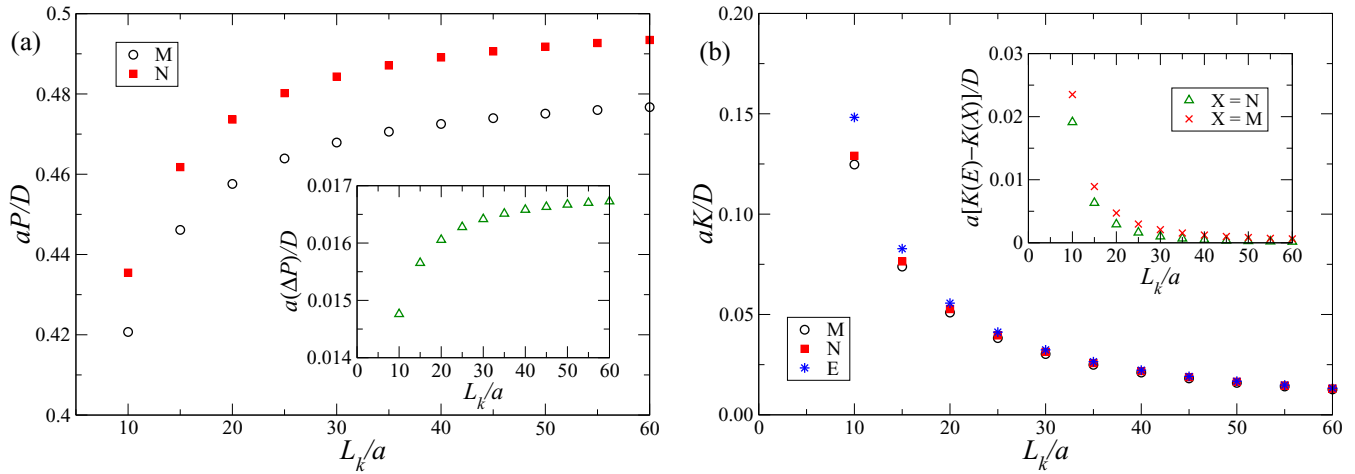 (a)
M
N
0.5
0.48
0.46
0.44
0.42
0.4
aP/D
10 20 30 40 50 60
L_k/a
0.017
0.016
0.015
0.014
a(ΔP)/D
0 10 20 30 40 50 60
L_k/a
(b)
0.20
0.15
0.10
0.05
0.00
aK/D
0 10 20 30 40 50 60
L_k/a
M
N
E
0.03
0.02
0.01
0
a[K(E)−K(X)]/D
0 10 20 30 40 50 60
L_k/a
X = N
X = M